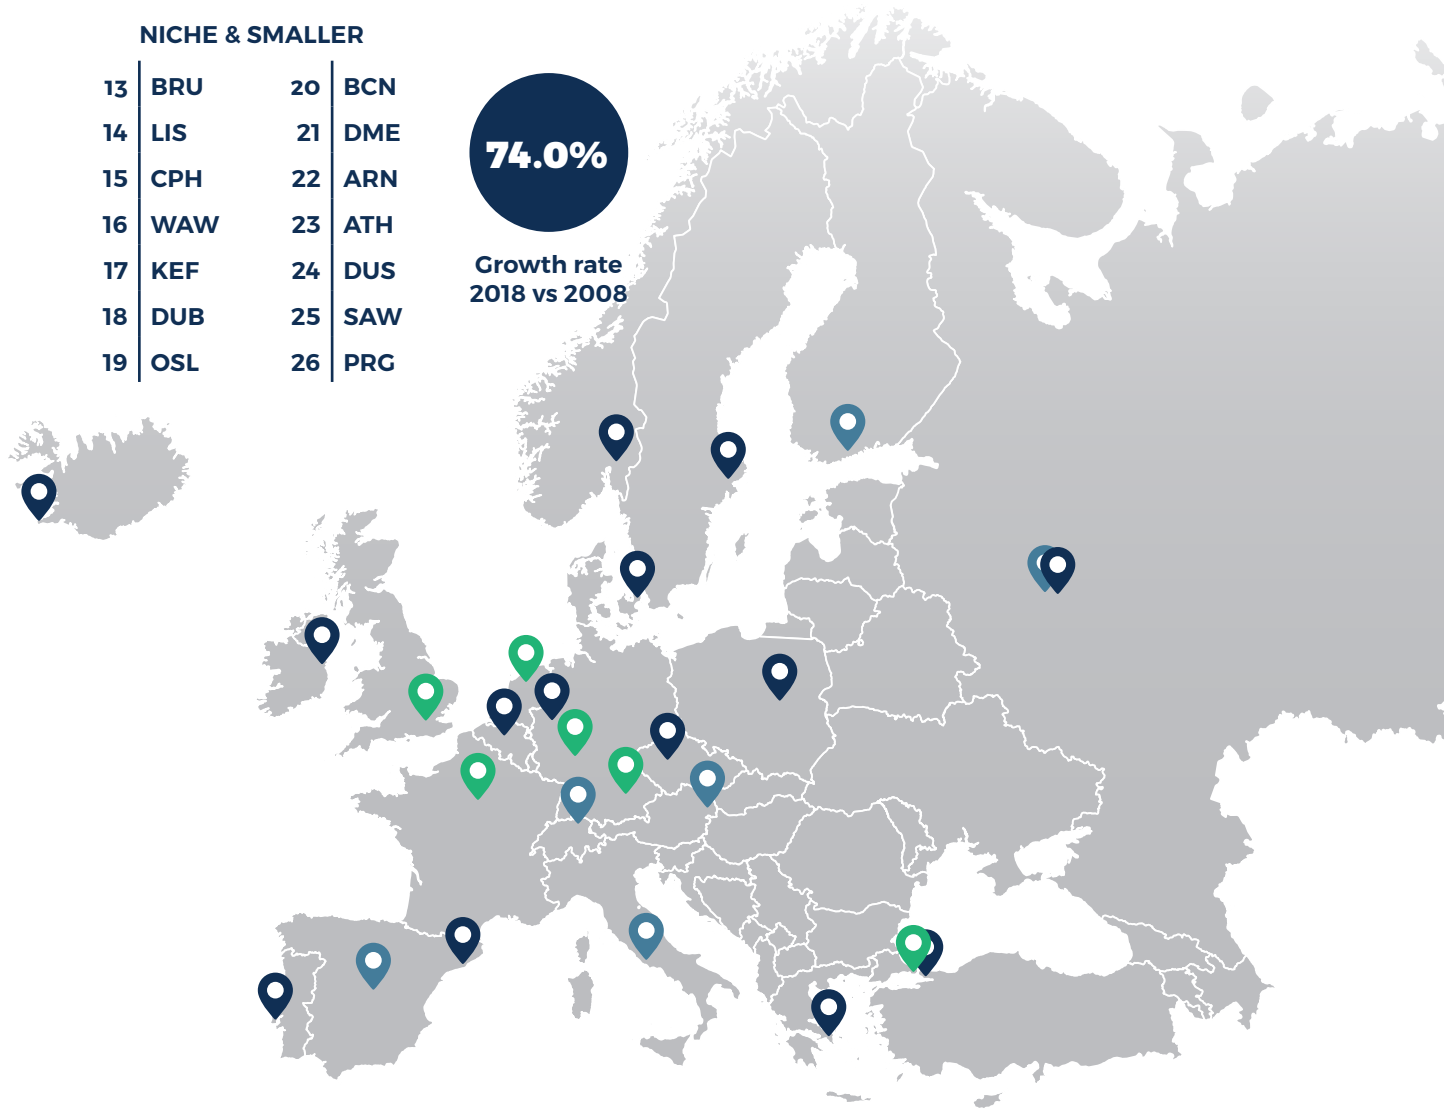 NICHE & SMALLER
13 BRU
14 LIS
15 CPH
16 WAW
17 KEF
18 DUB
19 OSL
20 BCN
21 DME
22 ARN
23 ATH
24 DUS
25 SAW
26 PRG
74.0%
Growth rate
2018 vs 2008